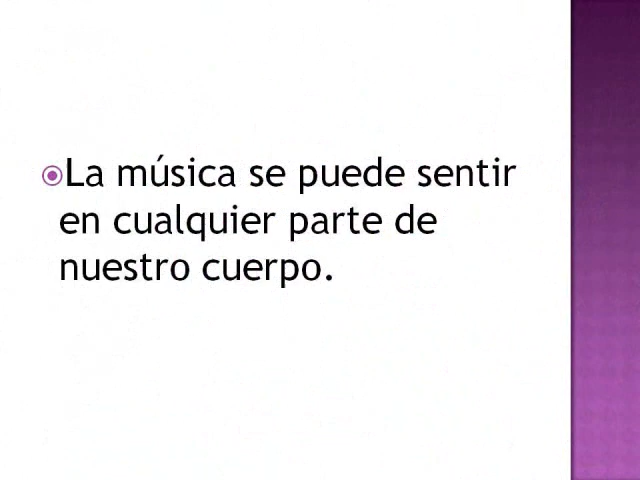 La música se puede sentir
en cualquier parte de
nuestro cuerpo.